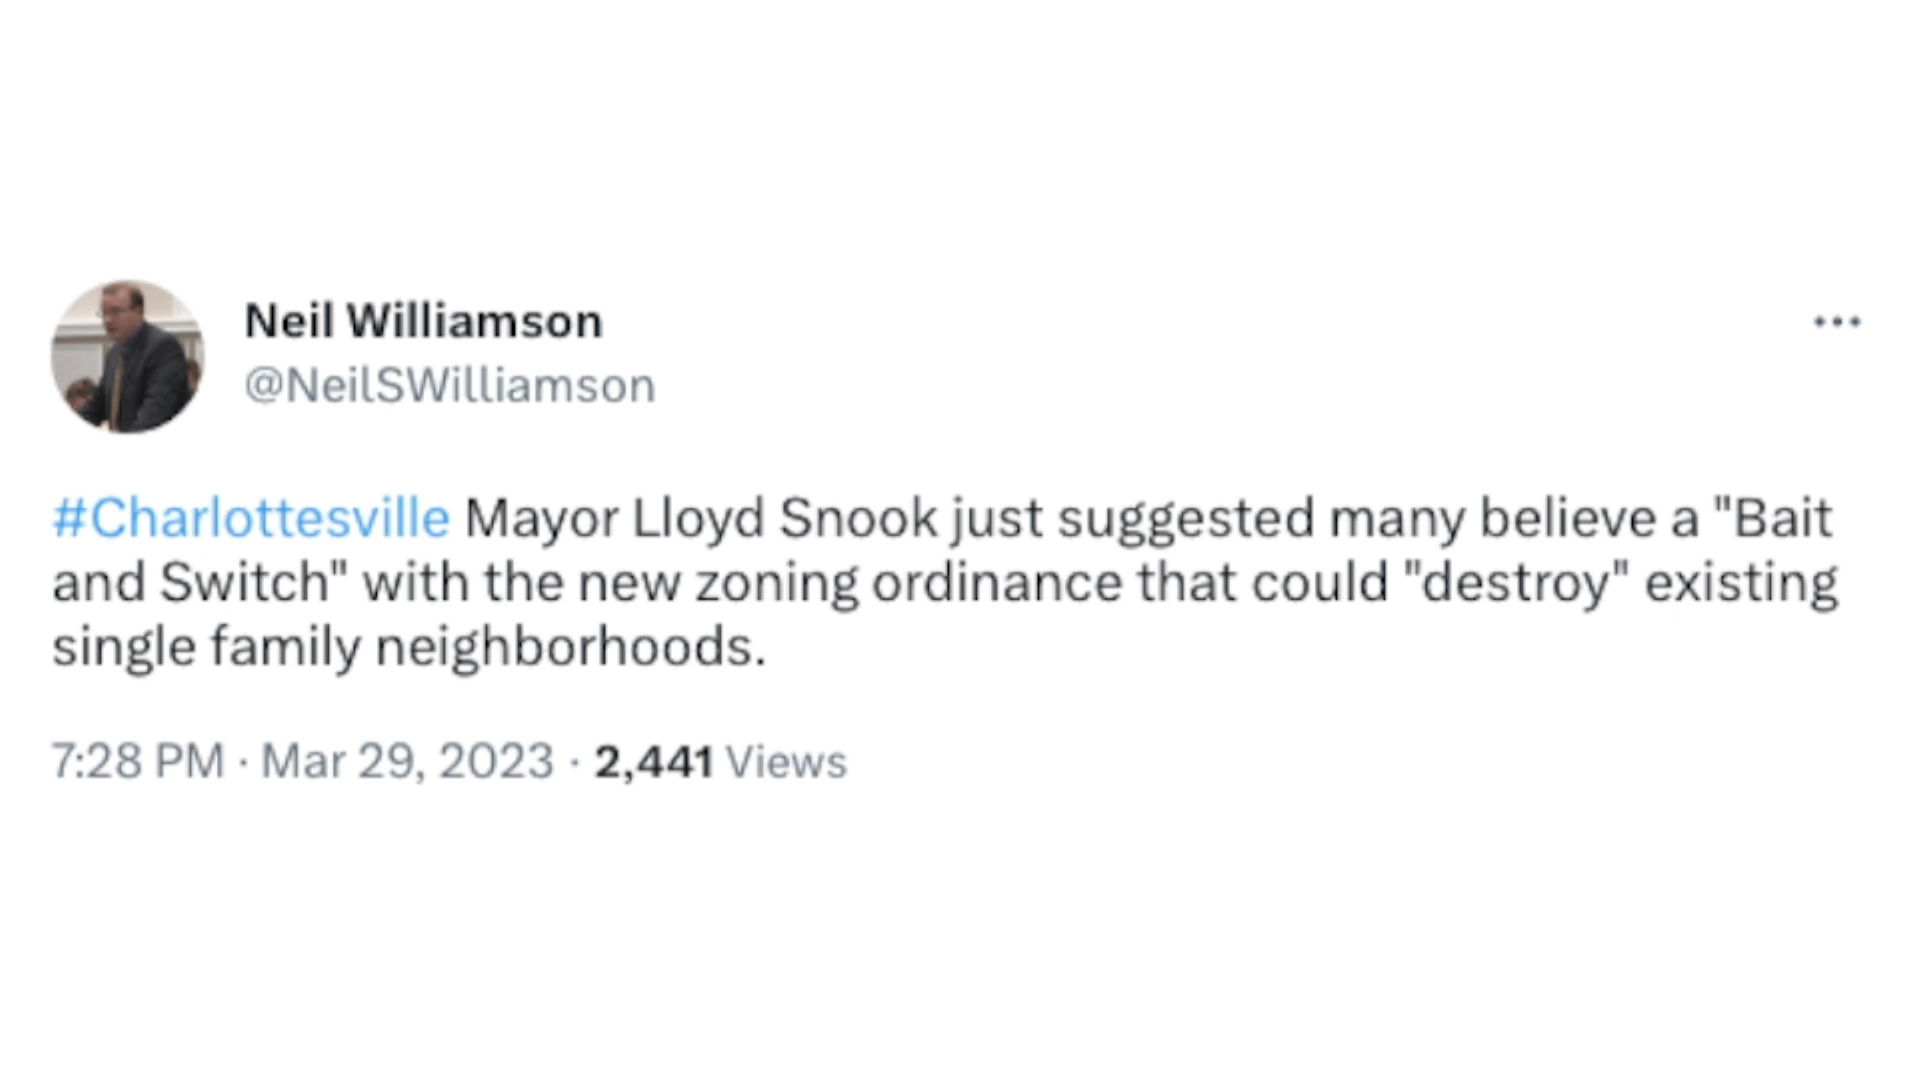 Neil Williamson
@NeilSWilliamson
#Charlottesville Mayor Lloyd Snook just suggested many believe a "Bait
and Switch" with the new zoning ordinance that could "destroy" existing
single family neighborhoods.
7:28 PM · Mar 29, 2023 · 2,441 Views